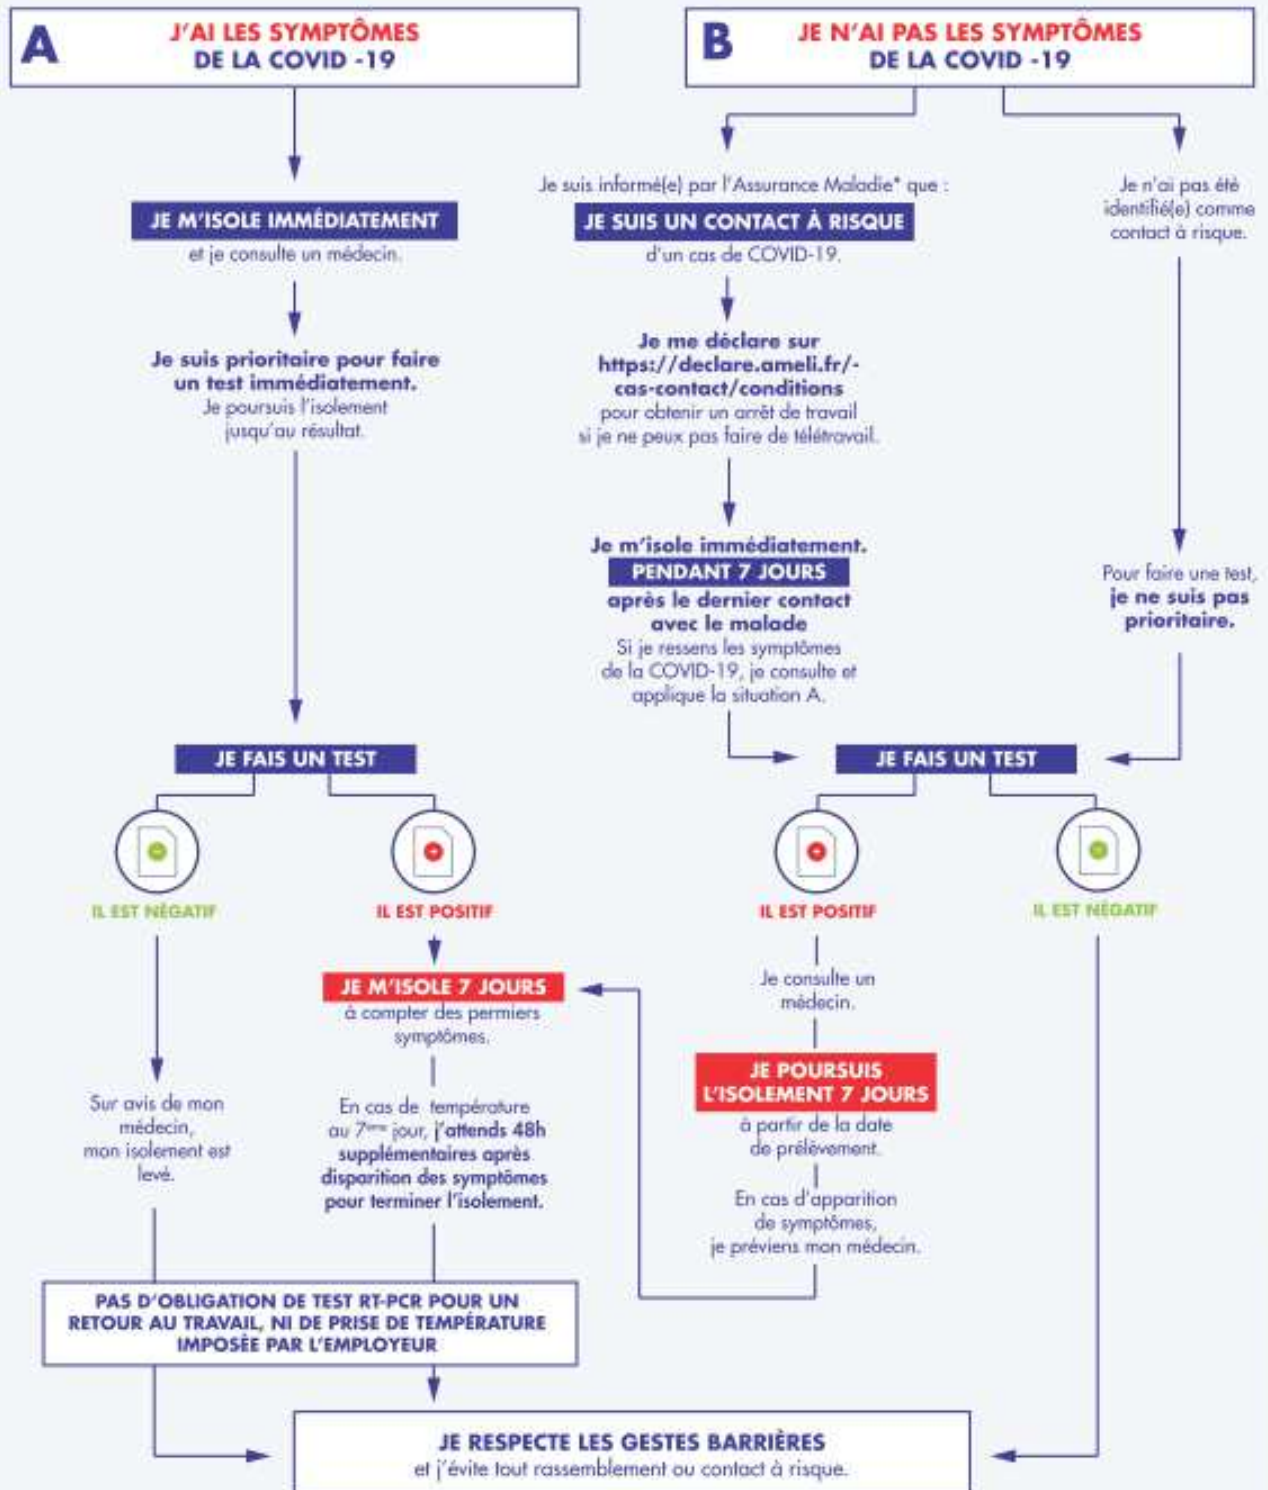 A
J'AI LES SYMPTÔMES
DE LA COVID -19
JE M'ISOLE IMMÉDIATEMENT
et je consulte un médecin.
Je suis prioritaire pour faire
un test immédiatement.
Je poursuis l'isolement
jusqu'au résultat.
JE FAIS UN TEST
IL EST NÉGATIF
Sur avis de mon
médecin,
mon isolement est
levé.
IL EST POSITIF
JE M'ISOLE 7 JOURS
à compter des permiers
symptômes.
En cas de température
au 7ème jour, j'attends 48h
supplémentaires après
disparition des symptômes
pour terminer l'isolement.
PAS D'OBLIGATION DE TEST RT-PCR POUR UN
RETOUR AU TRAVAIL, NI DE PRISE DE TEMPÉRATURE
IMPOSÉE PAR L'EMPLOYEUR
B
JE N'AI PAS LES SYMPTÔMES
DE LA COVID -19
Je suis informé(e) par l'Assurance Maladie* que :
JE SUIS UN CONTACT À RISQUE
d'un cas de COVID-19.
Je me déclare sur
https://declare.ameli.fr/-
cas-contact/conditions
pour obtenir un arrêt de travail
si je ne peux pas faire de télétravail.
Je m'isole immédiatement.
PENDANT 7 JOURS
après le dernier contact
avec le malade
Si je ressens les symptômes
de la COVID-19, je consulte et
applique la situation A.
Je n'ai pas été
identifié(e) comme
contact à risque.
Pour faire une test,
je ne suis pas
prioritaire.
JE FAIS UN TEST
IL EST POSITIF
Je consulte un
médecin.
JE POURSUIS
L'ISOLEMENT 7 JOURS
à partir de la date
de prélèvement.
En cas d'apparition
de symptômes,
je préviens mon médecin.
IL EST NÉGATIF
JE RESPECTE LES GESTES BARRIÈRES
et j'évite tout rassemblement ou contact à risque.